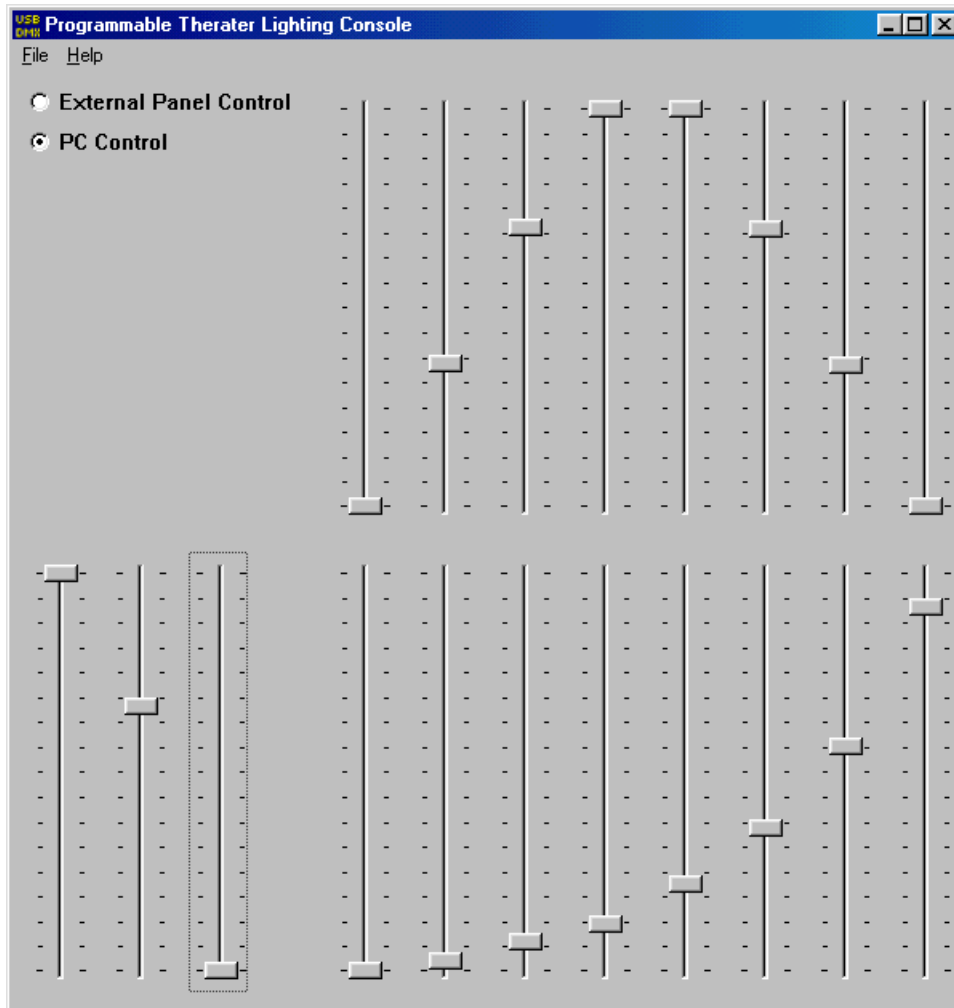 USB
DMX
Programmable Therater Lighting Console
File Help
External Panel Control
PC Control